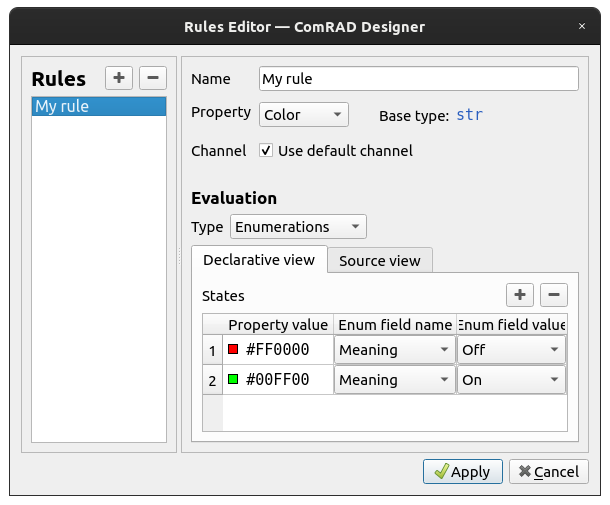 Rules Editor — ComRAD Designer
×
Rules
My rule
Name My rule
Property Color Base type: str
Channel Use default channel
Evaluation
Type Enumerations
Declarative view Source view
States
Property value Enum field name Enum field value
1 #FF0000 Meaning Off
2 #00FF00 Meaning On
Apply Cancel